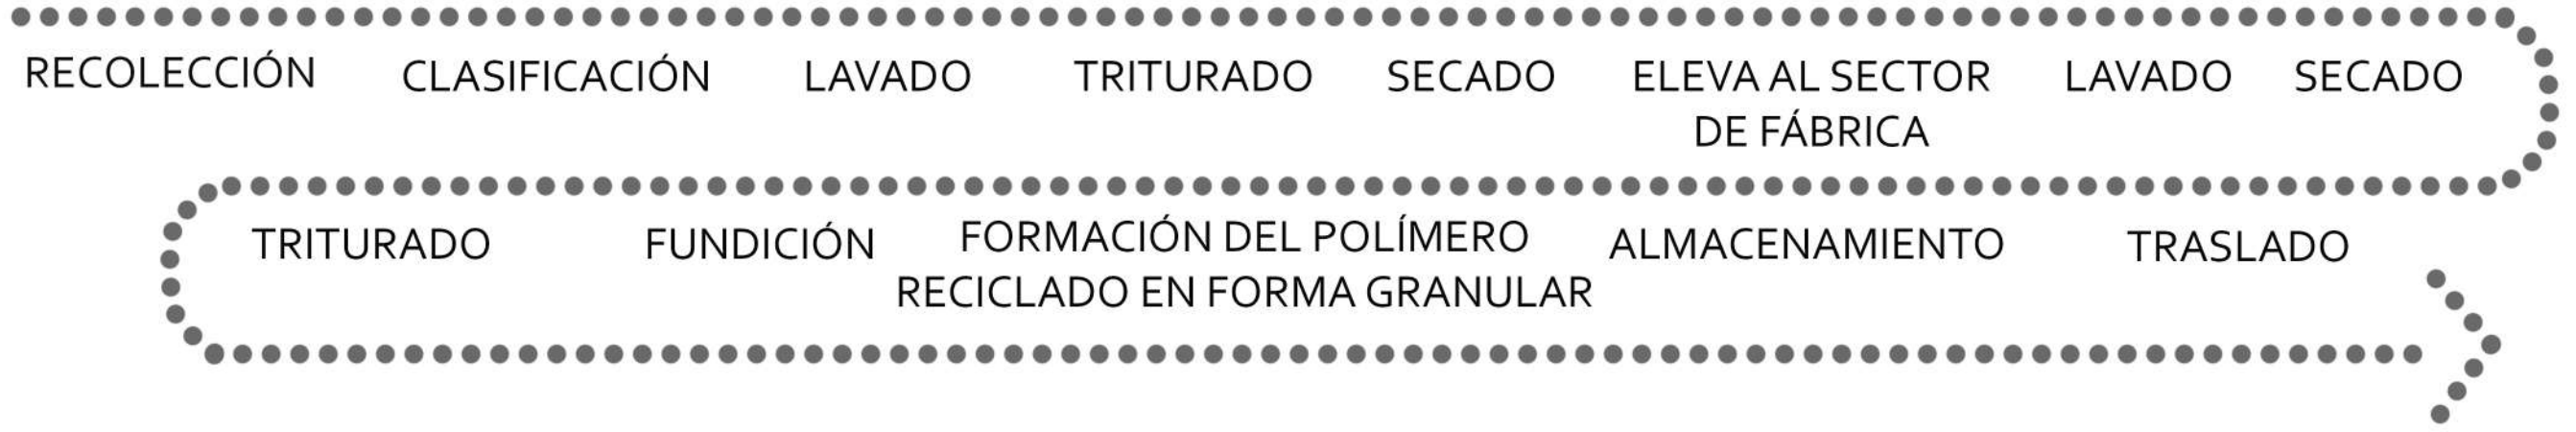 RECOLECCIÓN CLASIFICACIÓN LAVADO TRITURADO SECADO ELEVA AL SECTOR LAVADO SECADO
DE FÁBRICA
TRITURADO FUNDICIÓN FORMACIÓN DEL POLÍMERO ALMACENAMIENTO TRASLADO
RECICLADO EN FORMA GRANULAR